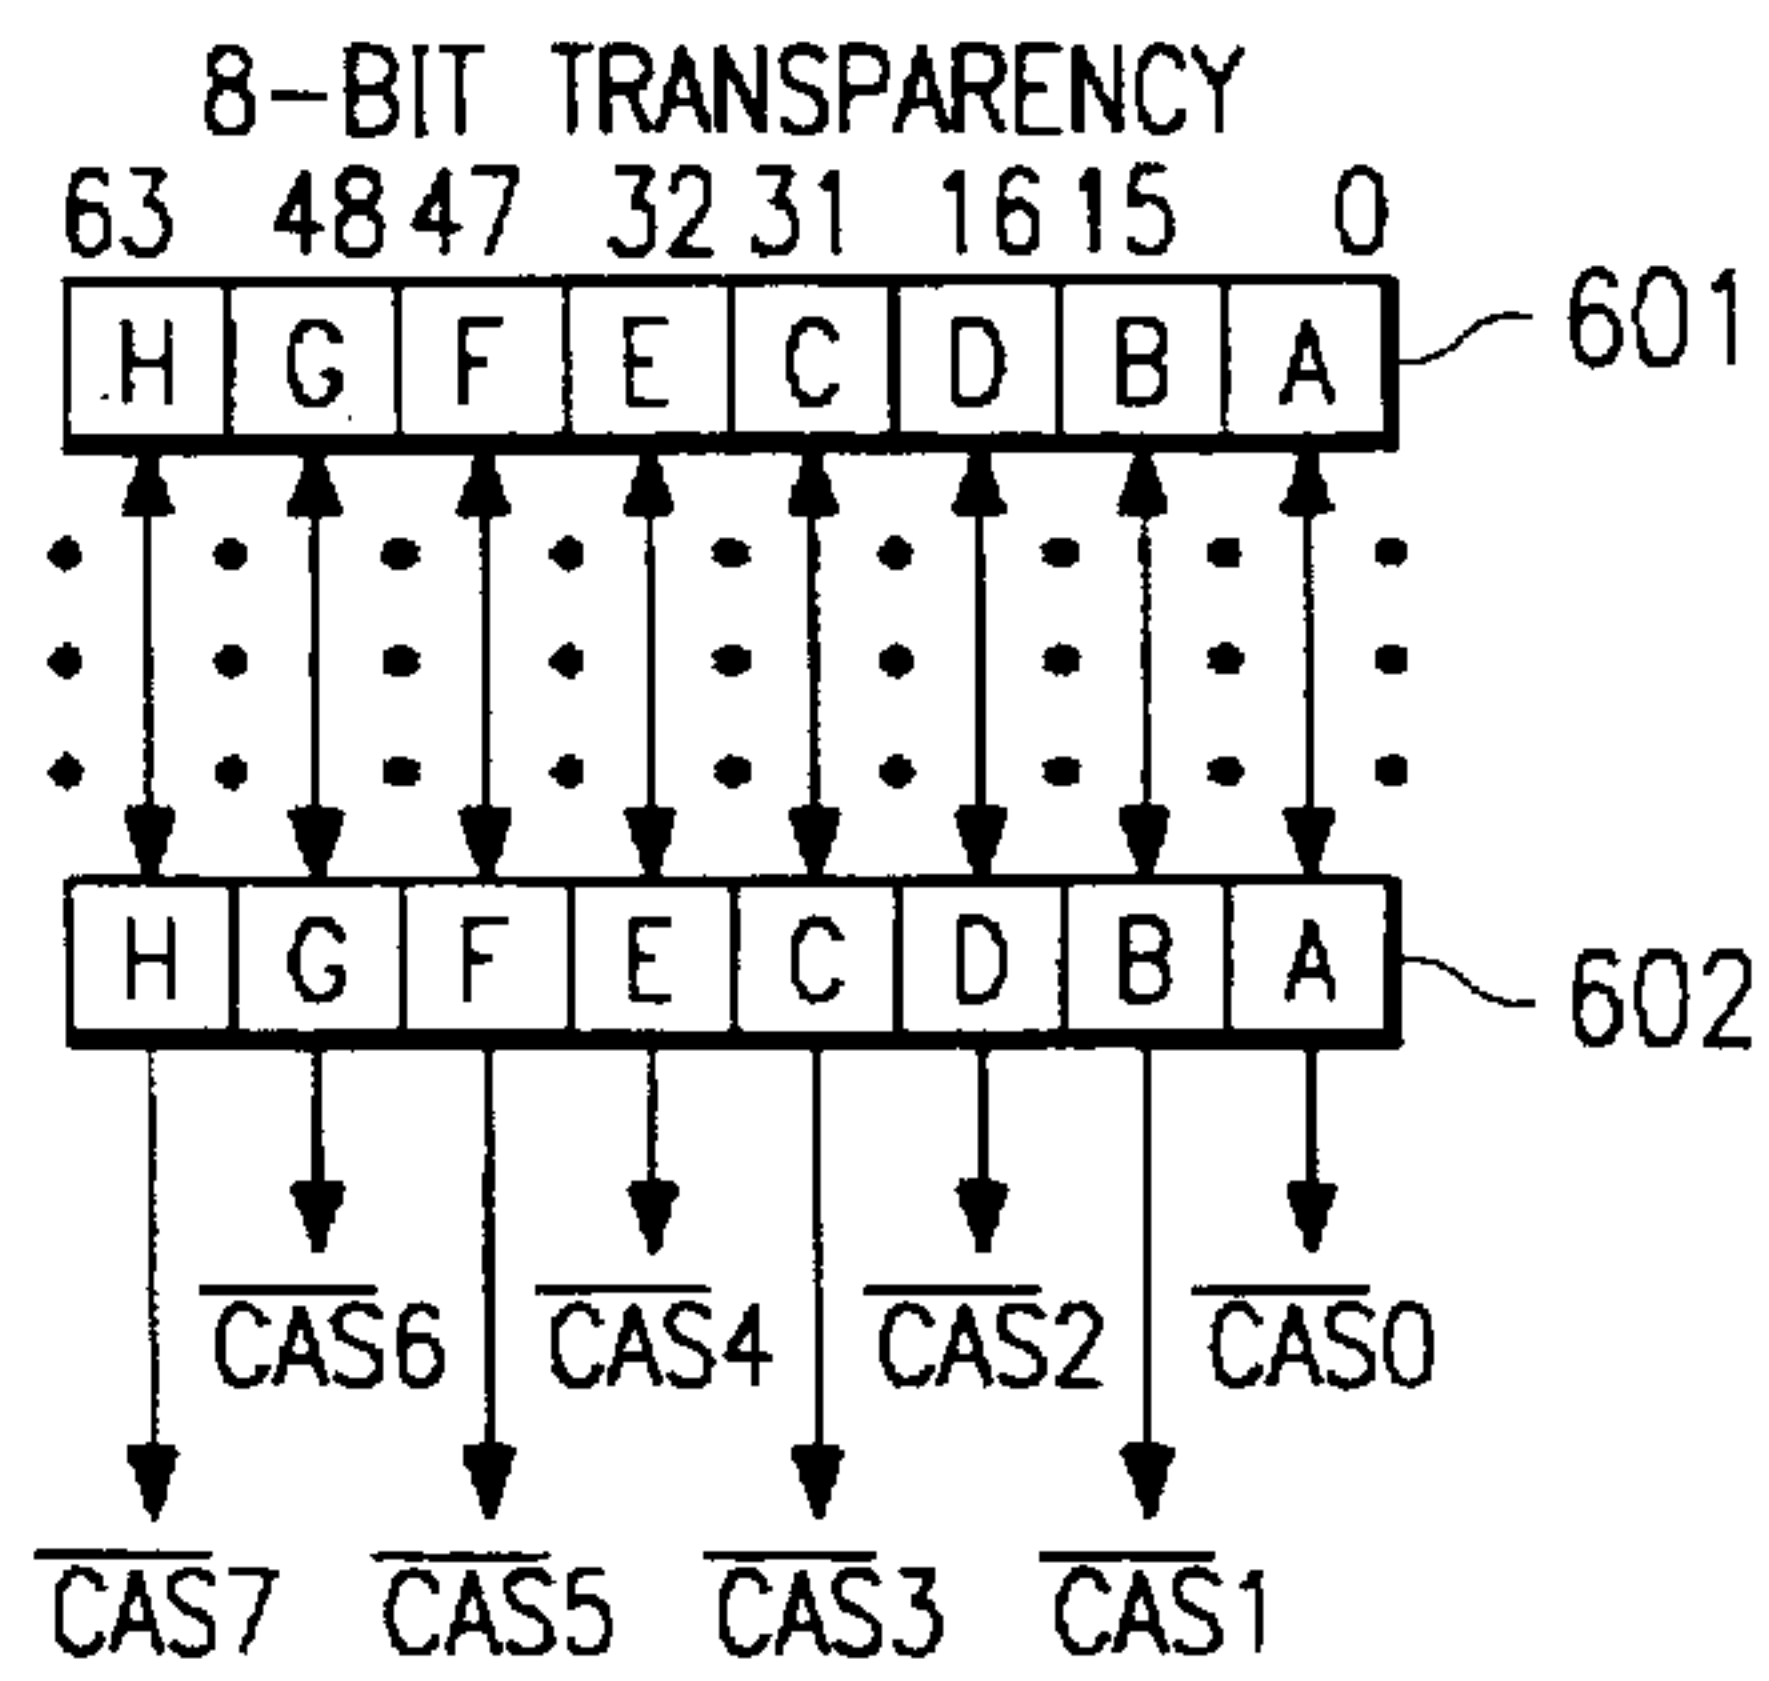 8-BIT TRANSPARENCY
63 48 47 32 31 16 15 0
H G F E C D B A 601
H G F E C D B A 602
CAS6 CAS4 CAS2 CAS0
CAS7 CAS5 CAS3 CAS1